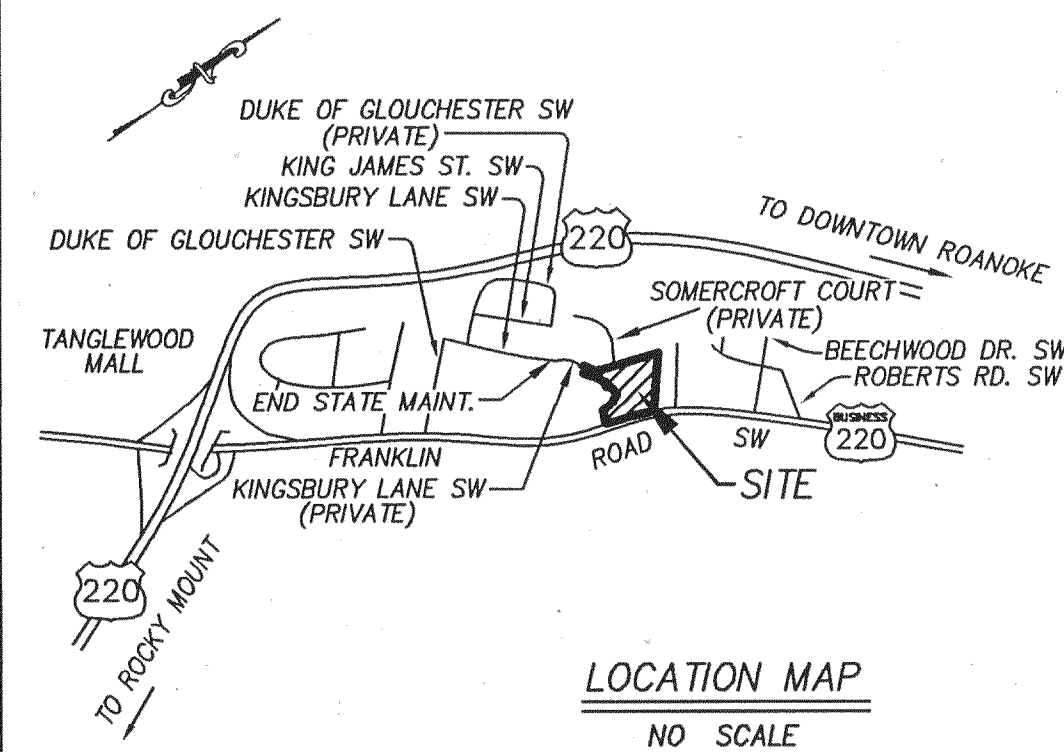 DUKE OF GLOUCHESTER SW
(PRIVATE)
KING JAMES ST. SW
KINGSBURY LANE SW
DUKE OF GLOUCHESTER SW
220
TO DOWNTOWN ROANOKE
SOMERCROFT COURT
(PRIVATE)
TANGLEWOOD
MALL
BEECHWOOD DR. SW
ROBERTS RD. SW
END STATE MAINT.
BUSINESS
220
FRANKLIN
ROAD
SW
KINGSBURY LANE SW
(PRIVATE)
SITE
220
TO ROCKY MOUNT
LOCATION MAP
NO SCALE